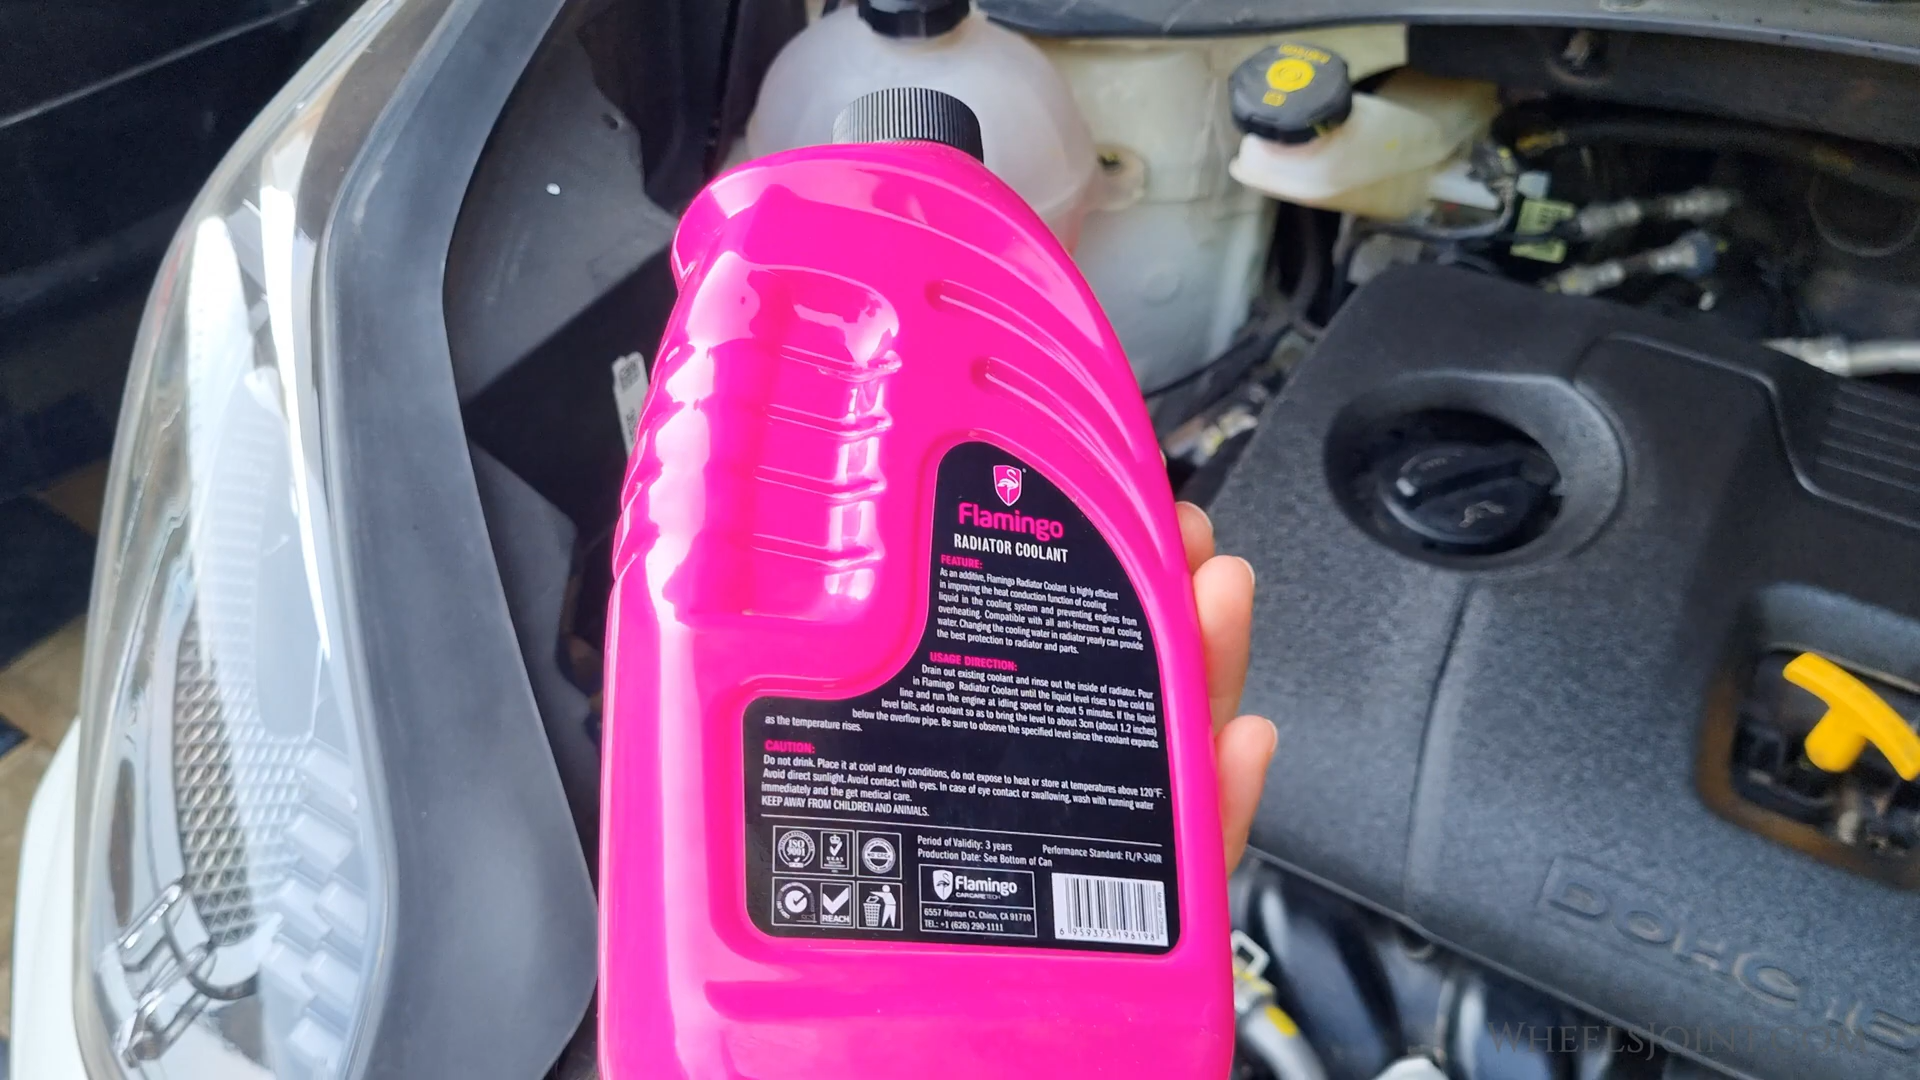 Flamingo
RADIATOR COOLANT
FEATURE:
As an additive, Flamingo Radiator Coolant is highly efficient
in improving the heat conduction function of cooling
liquid in the cooling system and preventing engines from
overheating. Compatible with all anti-freezers and cooling
water. Changing the cooling water in radiator yearly can provide
the best protection to radiator and parts.
USAGE DIRECTION:
Drain out existing coolant and rinse out the inside of radiator. Pour
in Flamingo Radiator Coolant until the liquid level rises to the cold fill
line and run the engine at idling speed for about 5 minutes. If the liquid
level falls, add coolant so as to bring the level to about 3cm (about 1.2 inches)
below the overflow pipe. Be sure to observe the specified level since the coolant expands
as the temperature rises.
CAUTION:
Do not drink. Place it at cool and dry conditions, do not expose to heat or store at temperatures above 120°F.
Avoid direct sunlight. Avoid contact with eyes. In case of eye contact or swallowing, wash with running water
immediately and the get medical care.
KEEP AWAY FROM CHILDREN AND ANIMALS.
ISO
9001
UKAS
REACH
Period of Validity: 3 years
Performance Standard: FL/P-340R
Production Date: See Bottom of Can
Flamingo
CARCARE TECH
6557 Homan Ct, Chino, CA 91710
TEL: +1 (626) 290-1111
6 959375 198198
DOHC 16
WheelsJoint.com